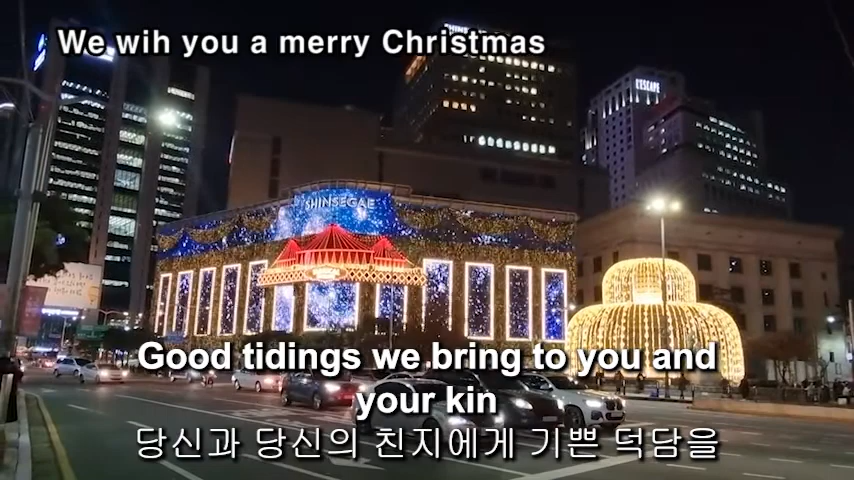 We wih you a merry Christmas
SHINSEGAE
L'ESCAPE
Good tidings we bring to you and
your kin
당신과 당신의 친지에게 기쁜 덕담을